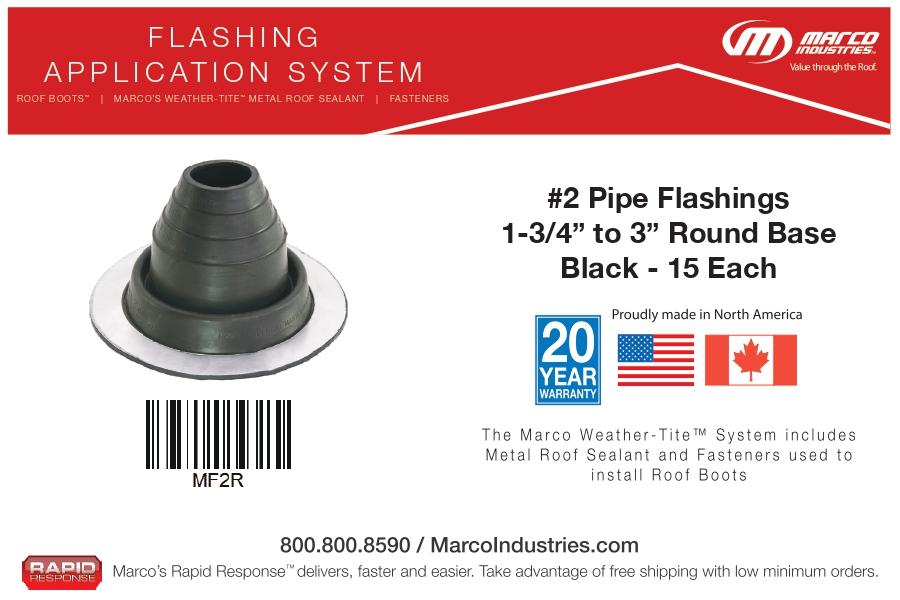 FLASHING
APPLICATION SYSTEM
ROOF BOOTS™ | MARCO'S WEATHER-TITE™ METAL ROOF SEALANT | FASTENERS
MARCO
INDUSTRIES™
Value through the Roof.
#2 Pipe Flashings
1-3/4” to 3” Round Base
Black - 15 Each
Proudly made in North America
20
YEAR
WARRANTY
The Marco Weather-Tite™ System includes
Metal Roof Sealant and Fasteners used to
install Roof Boots
MF2R
800.800.8590 / MarcoIndustries.com
RAPID
RESPONSE
Marco’s Rapid Response™ delivers, faster and easier. Take advantage of free shipping with low minimum orders.